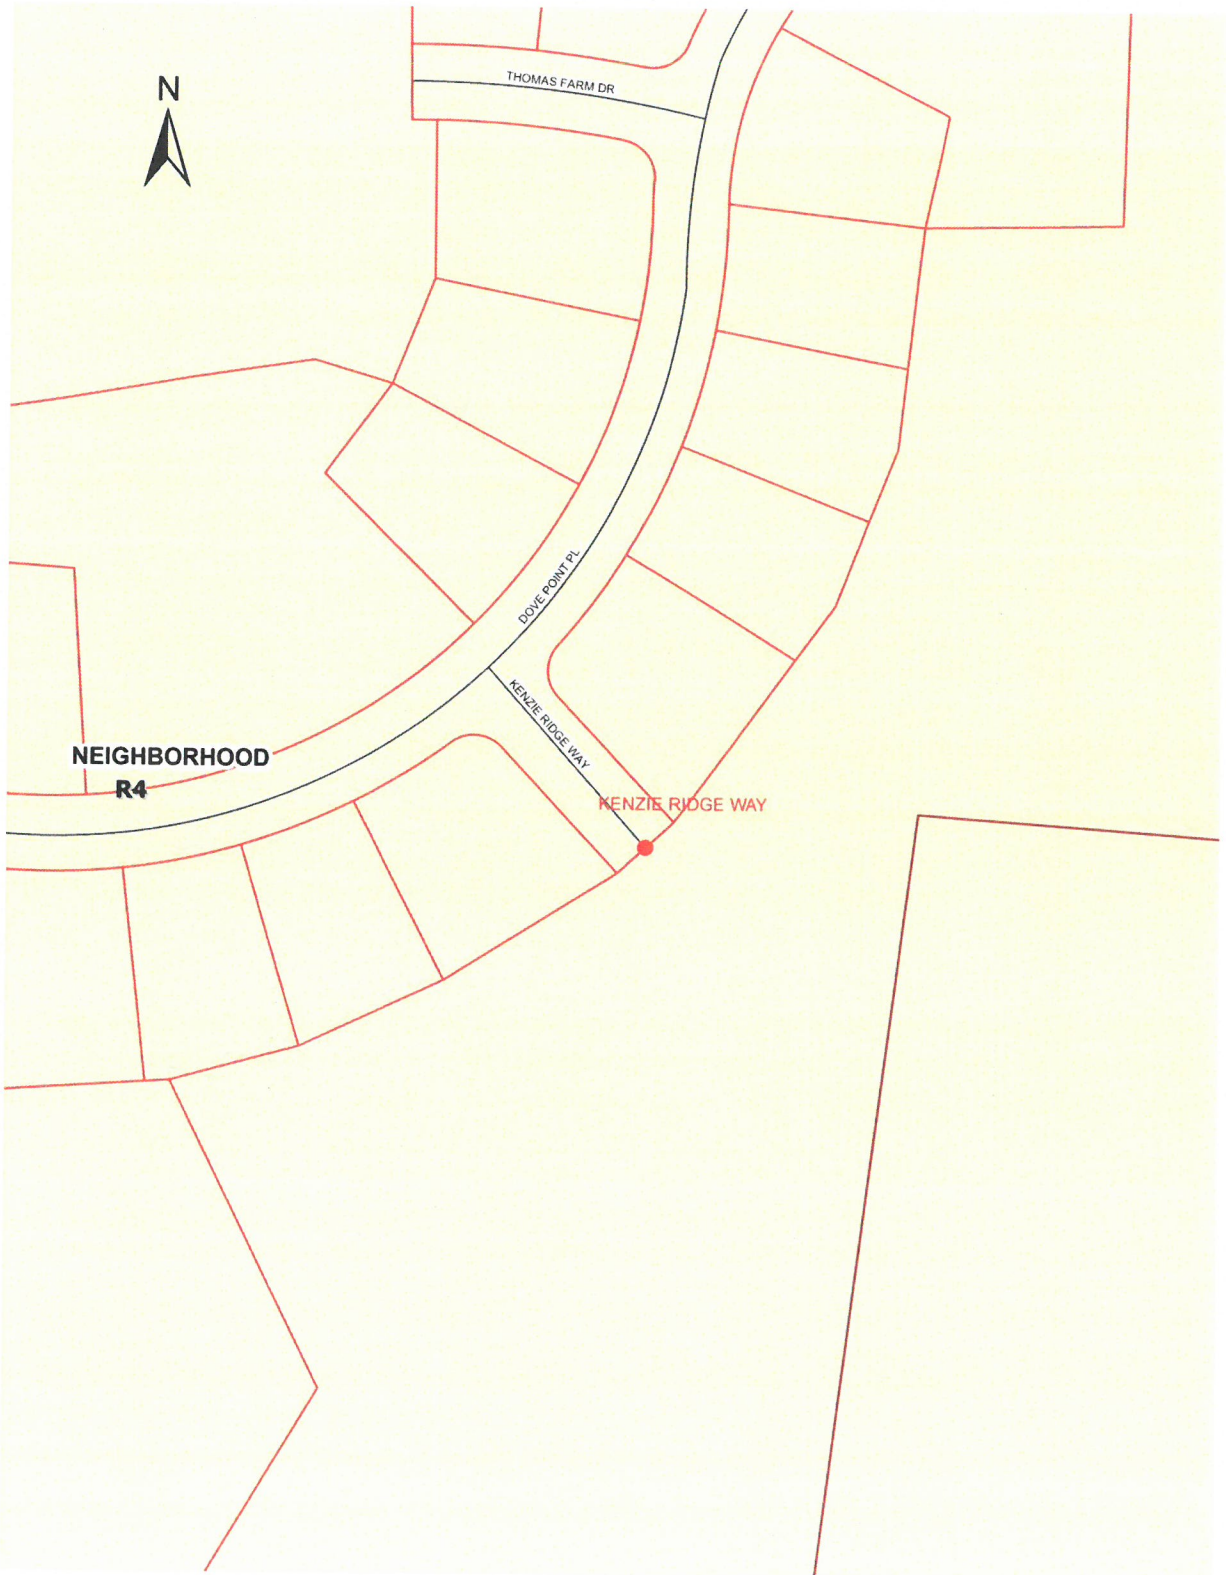 N
THOMAS FARM DR
DOVE POINT PL
KENZIE RIDGE WAY
NEIGHBORHOOD
R4
KENZIE RIDGE WAY